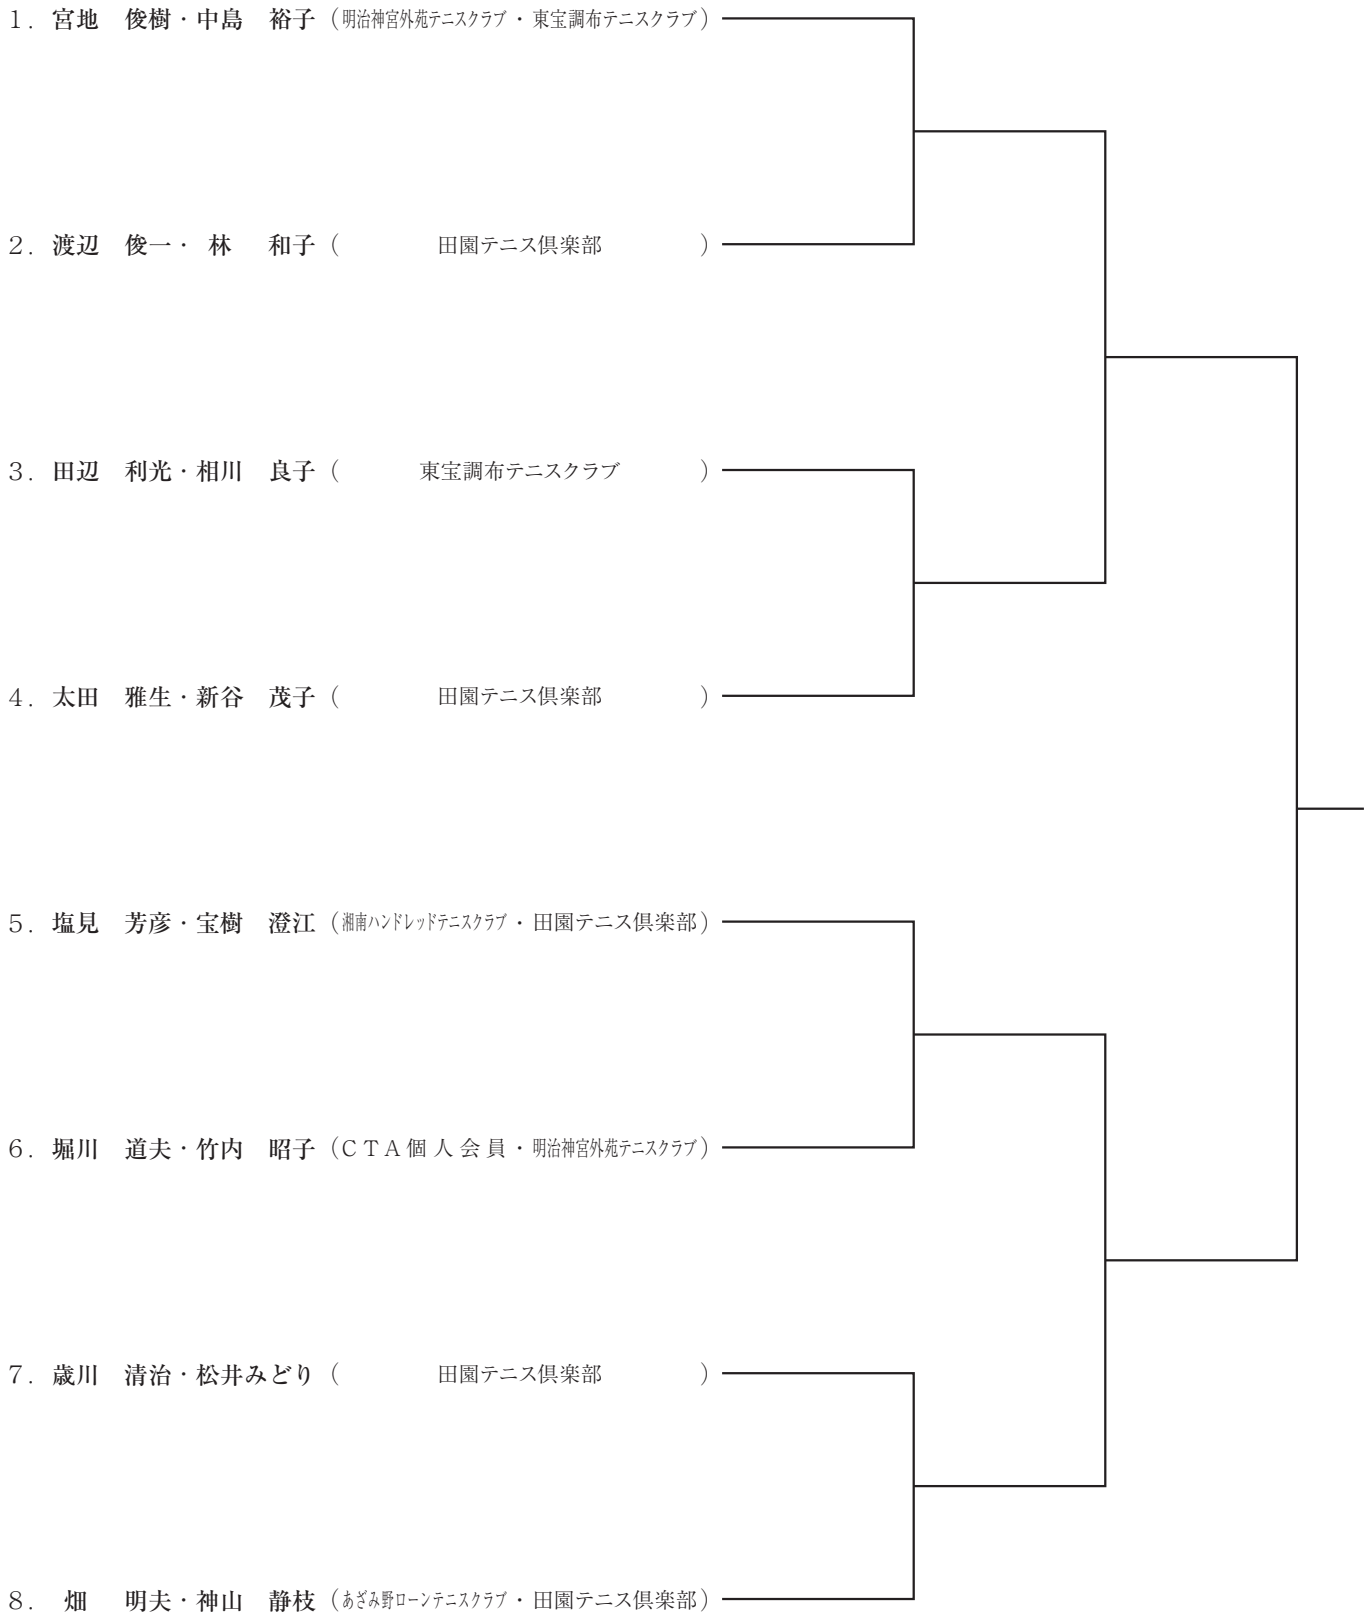 1. 宮地　俊樹・中島　裕子（明治神宮外苑テニスクラブ・東宝調布テニスクラブ）
2. 渡辺　俊一・ 林　 和子（　　　　田園テニス倶楽部　　　　）
3. 田辺　利光・相川　良子（　　　東宝調布テニスクラブ　　　）
4. 太田　雅生・新谷　茂子（　　　　田園テニス倶楽部　　　　）
5. 塩見　芳彦・宝樹　澄江（湘南ハンドレッドテニスクラブ・田園テニス倶楽部）
6. 堀川　道夫・竹内　昭子（CTA個人会員・明治神宮外苑テニスクラブ）
7. 歳川　清治・松井みどり（　　　　田園テニス倶楽部　　　　）
8. 畑　 明夫・神山　静枝（あざみ野ローンテニスクラブ・田園テニス倶楽部）